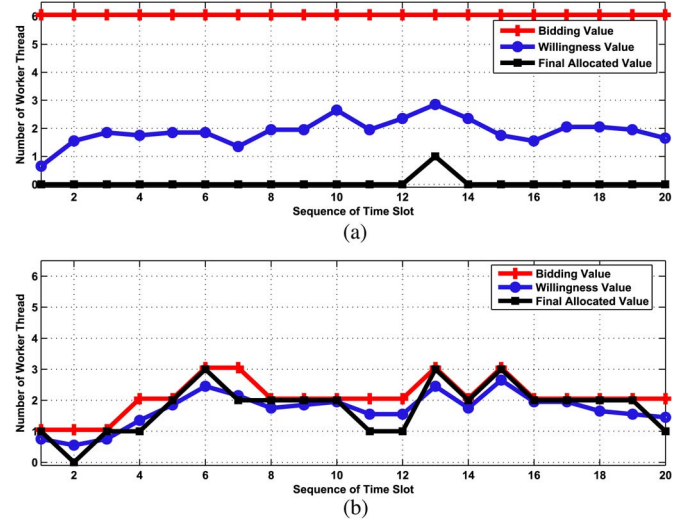 6
5
4
3
2
1
0
Number of Worker Thread
Bidding Value
Willingness Value
Final Allocated Value
2 4 6 8 10 12 14 16 18 20
Sequence of Time Slot
(a)
6
5
4
3
2
1
0
Number of Worker Thread
Bidding Value
Willingness Value
Final Allocated Value
2 4 6 8 10 12 14 16 18 20
Sequence of Time Slot
(b)